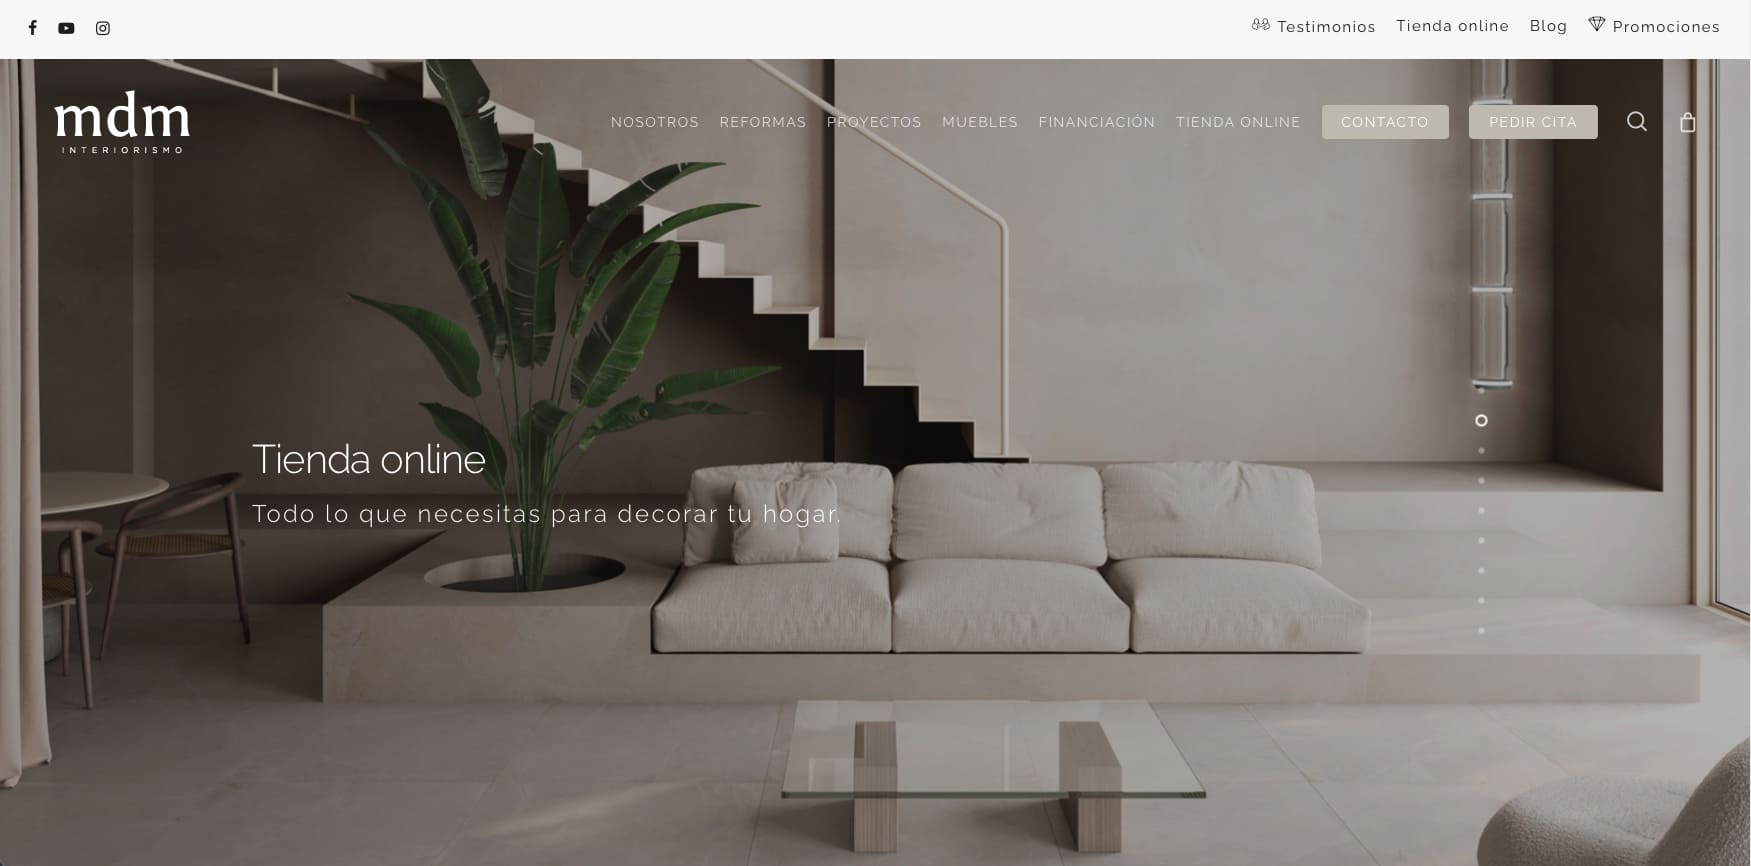 Testimonios Tienda online Blog Promociones
mdm
INTERIORISMO
NOSOTROS REFORMAS PROYECTOS MUEBLES FINANCIACIÓN TIENDA ONLINE CONTACTO PEDIR CITA
Tienda online
Todo lo que necesitas para decorar tu hogar.